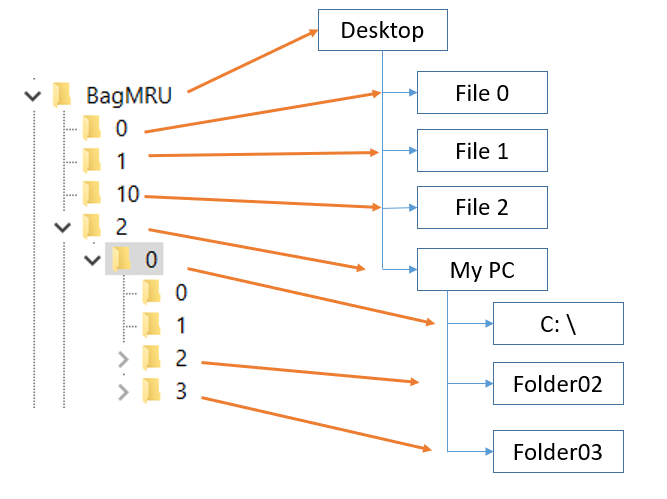 Desktop
BagMRU
File 0
0
File 1
1
10
File 2
2
My PC
0
0
C: \
1
2
Folder02
3
Folder03